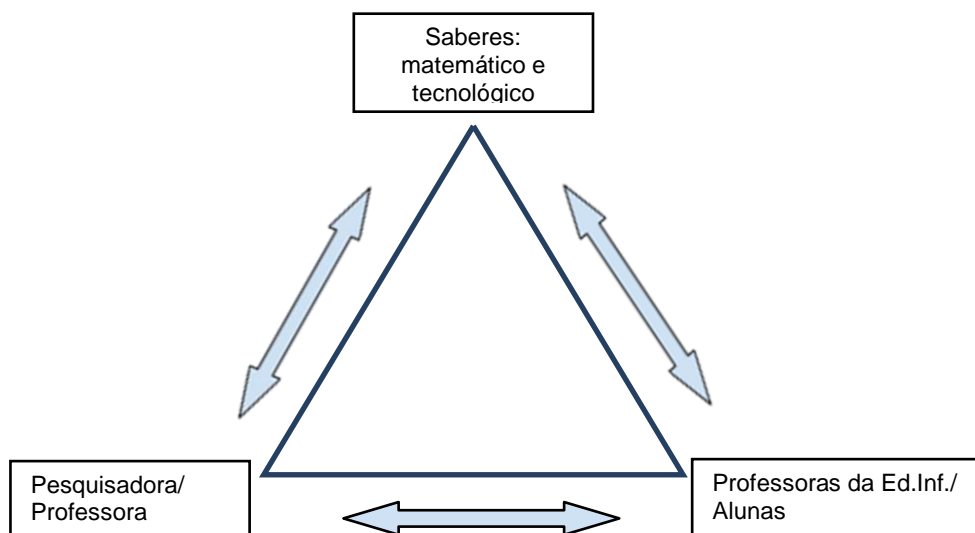 Saberes:
matemático e
tecnológico
Pesquisadora/
Professora
Professoras da Ed.Inf./
Alunas